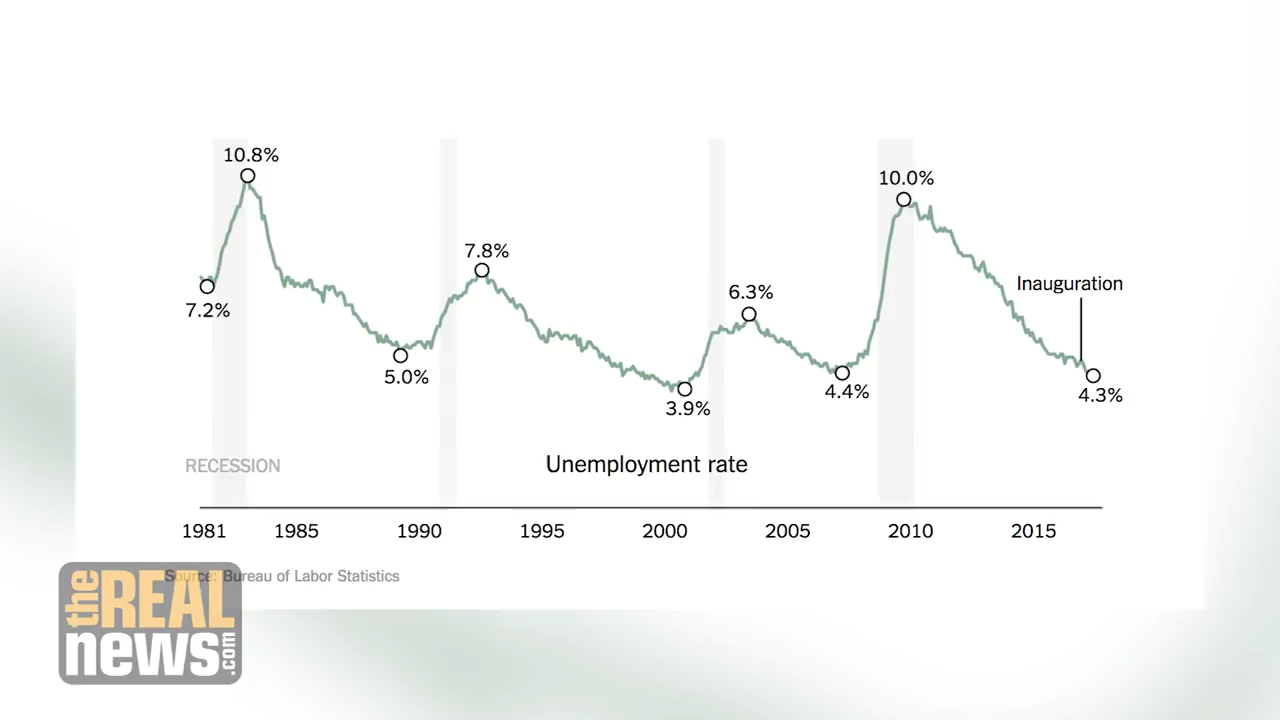 10.8%
10.0%
7.8%
Inauguration
6.3%
7.2%
5.0%
4.4%
4.3%
3.9%
RECESSION
Unemployment rate
1981 1985 1990 1995 2000 2005 2010 2015
Source: Bureau of Labor Statistics
the REAL
news.com